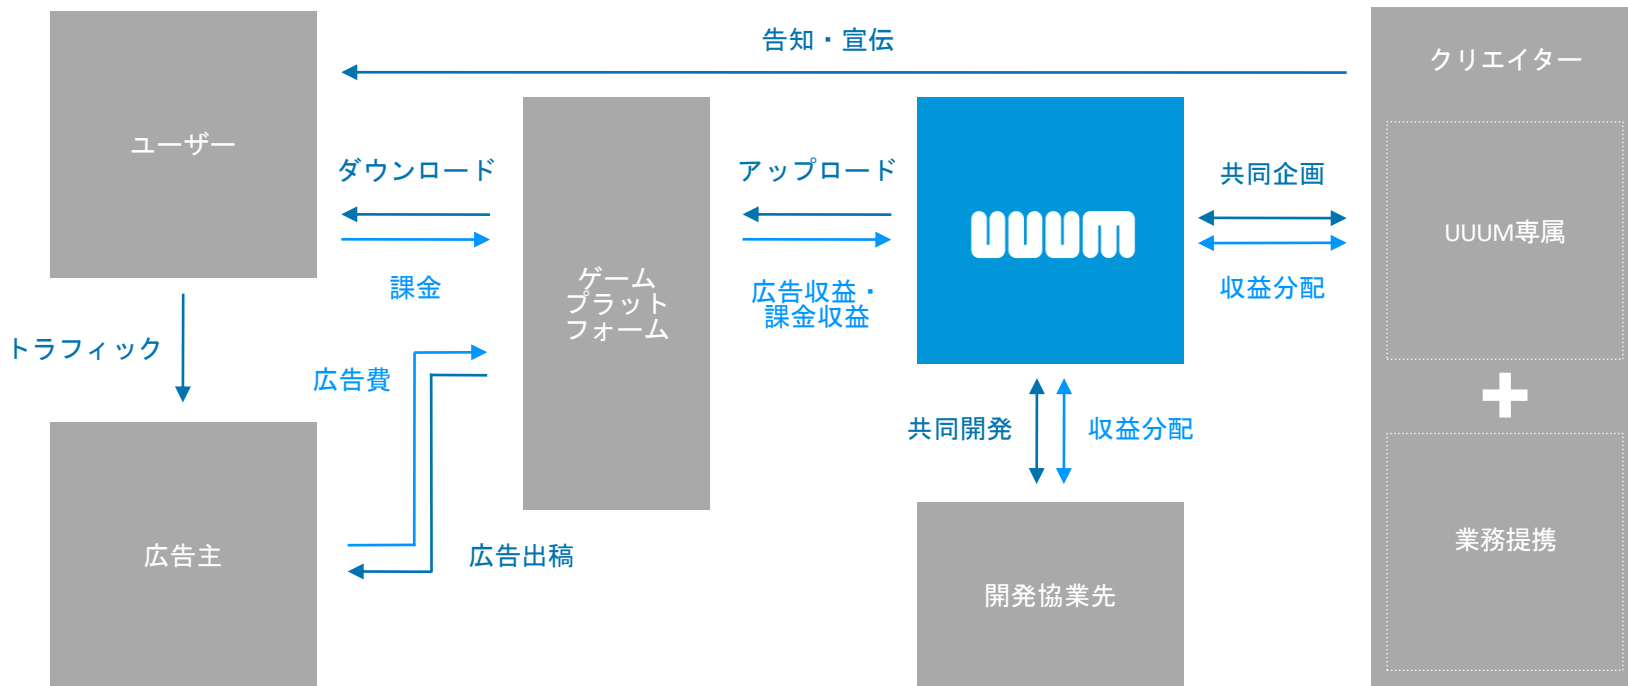 告知・宣伝
クリエイター
ユーザー
ダウンロード
アップロード
共同企画
UUUM
UUUM専属
課金
ゲーム
プラット
フォーム
広告収益・
課金収益
収益分配
トラフィック
広告費
共同開発
収益分配
広告主
広告出稿
開発協業先
業務提携